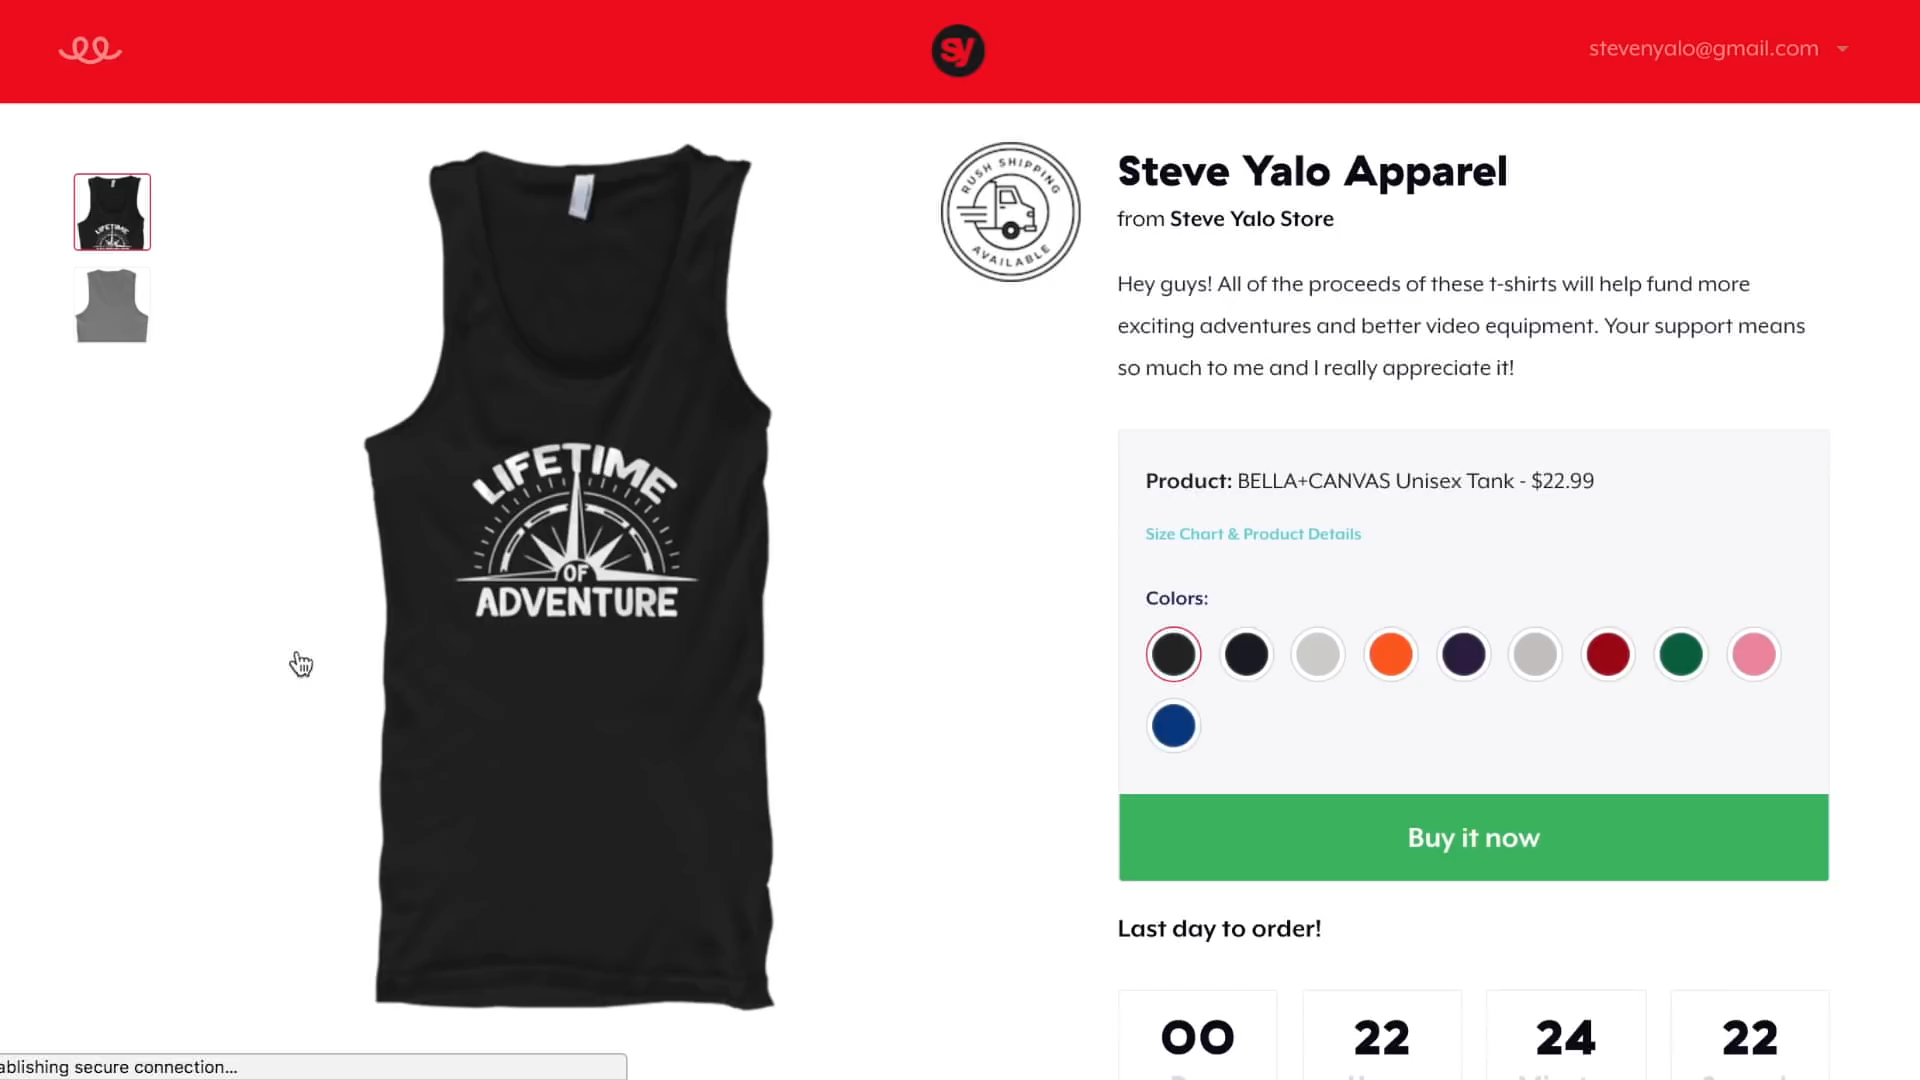 sy
stevenyalo@gmail.com
RUSH SHIPPING
AVAILABLE
Steve Yalo Apparel
from Steve Yalo Store
Hey guys! All of the proceeds of these t-shirts will help fund more
exciting adventures and better video equipment. Your support means
so much to me and I really appreciate it!
LIFETIME
OF
ADVENTURE
Product: BELLA+CANVAS Unisex Tank - $22.99
Size Chart & Product Details
Colors:
Buy it now
Last day to order!
00 22 24 22
ablishing secure connection...